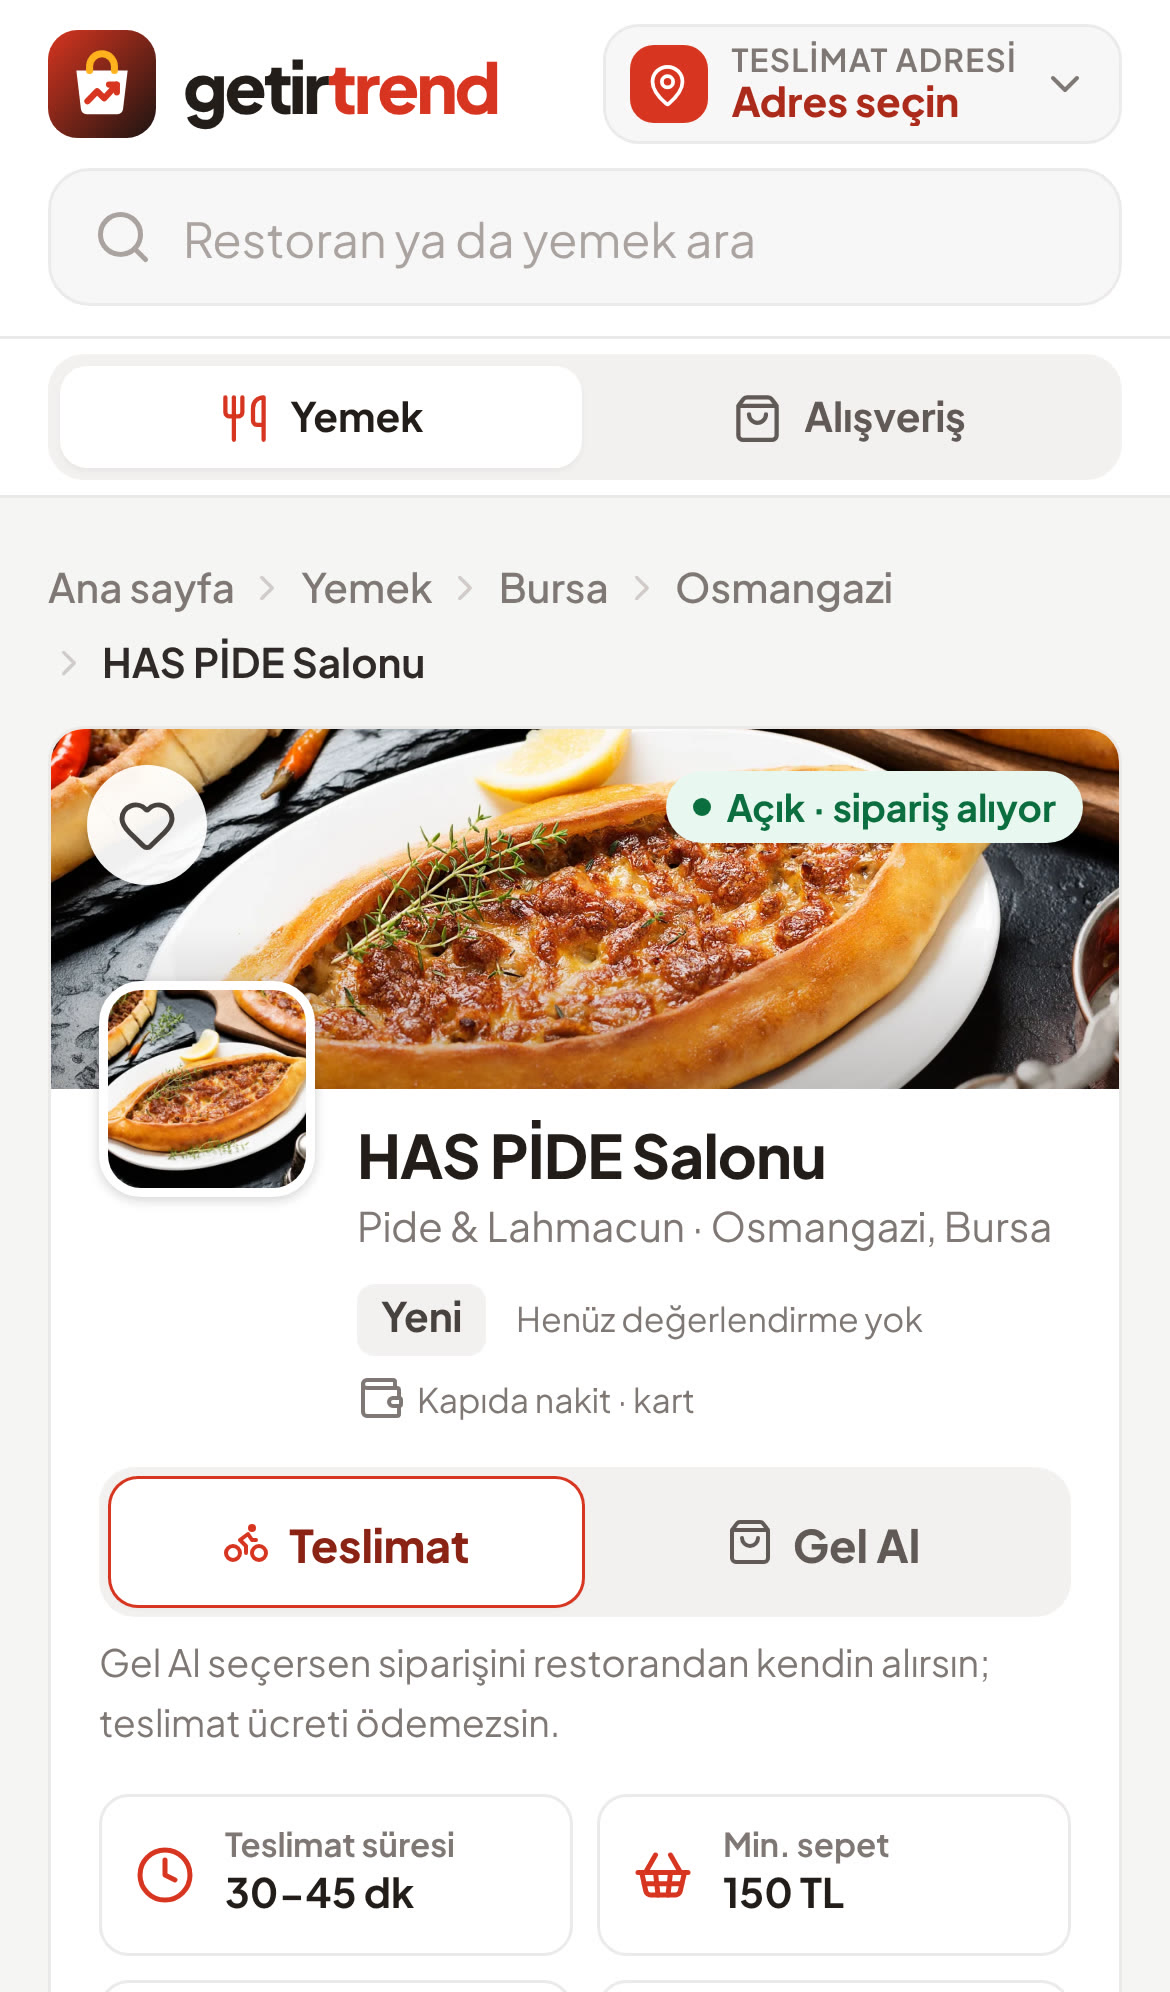 getirtrend
TESLİMAT ADRESİ
Adres seçin
Restoran ya da yemek ara
Yemek
Alışveriş
Ana sayfa > Yemek > Bursa > Osmangazi
> HAS PİDE Salonu
Açık · sipariş alıyor
HAS PİDE Salonu
Pide & Lahmacun · Osmangazi, Bursa
Yeni Henüz değerlendirme yok
Kapıda nakit · kart
Teslimat
Gel Al
Gel Al seçersen siparişini restorandan kendin alırsın;
teslimat ücreti ödemezsin.
Teslimat süresi
30–45 dk
Min. sepet
150 TL